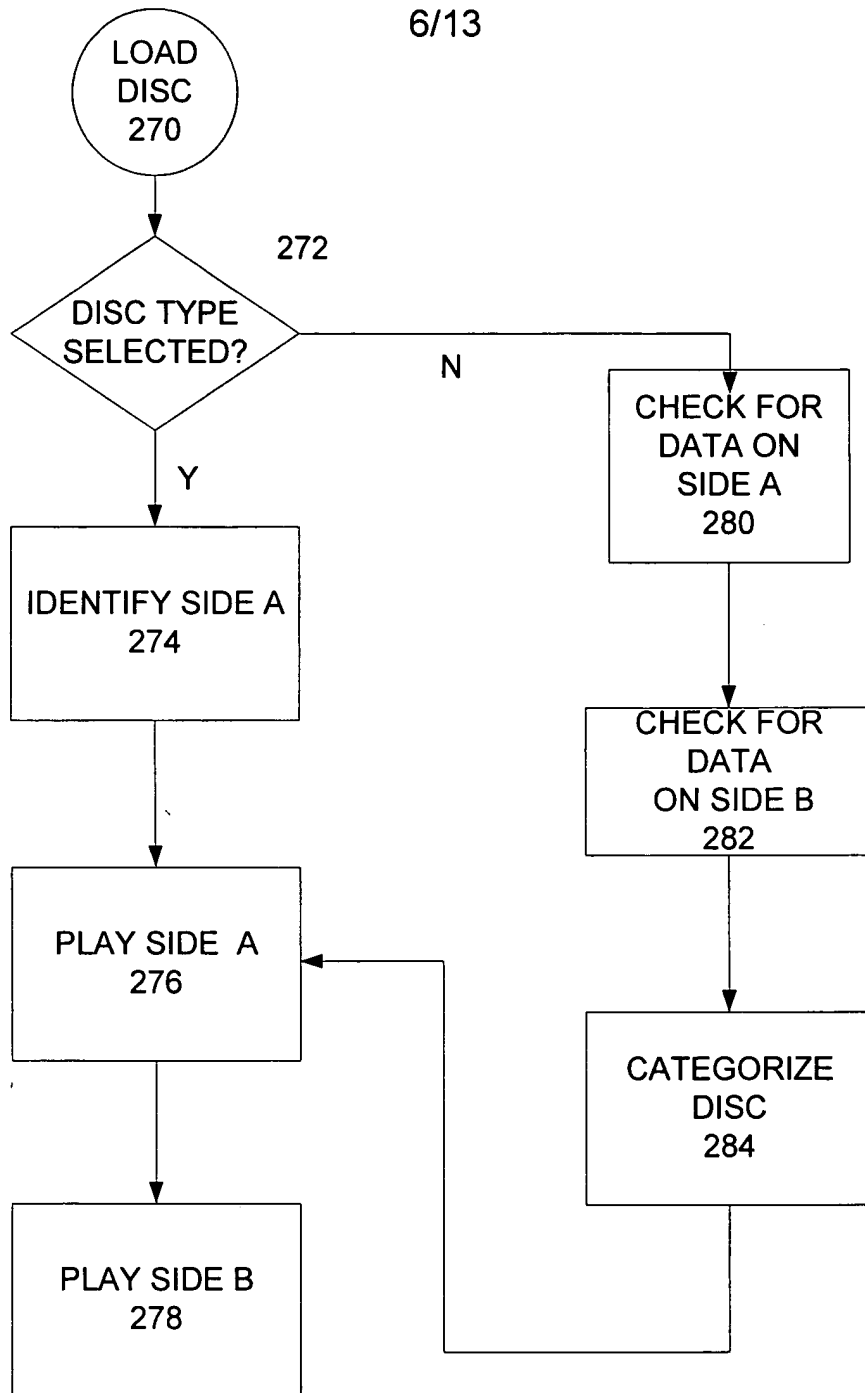 6/13
LOAD
DISC
270
272
DISC TYPE
SELECTED?
N
Y
CHECK FOR
DATA ON
SIDE A
280
IDENTIFY SIDE A
274
CHECK FOR
DATA
ON SIDE B
282
PLAY SIDE A
276
CATEGORIZE
DISC
284
PLAY SIDE B
278